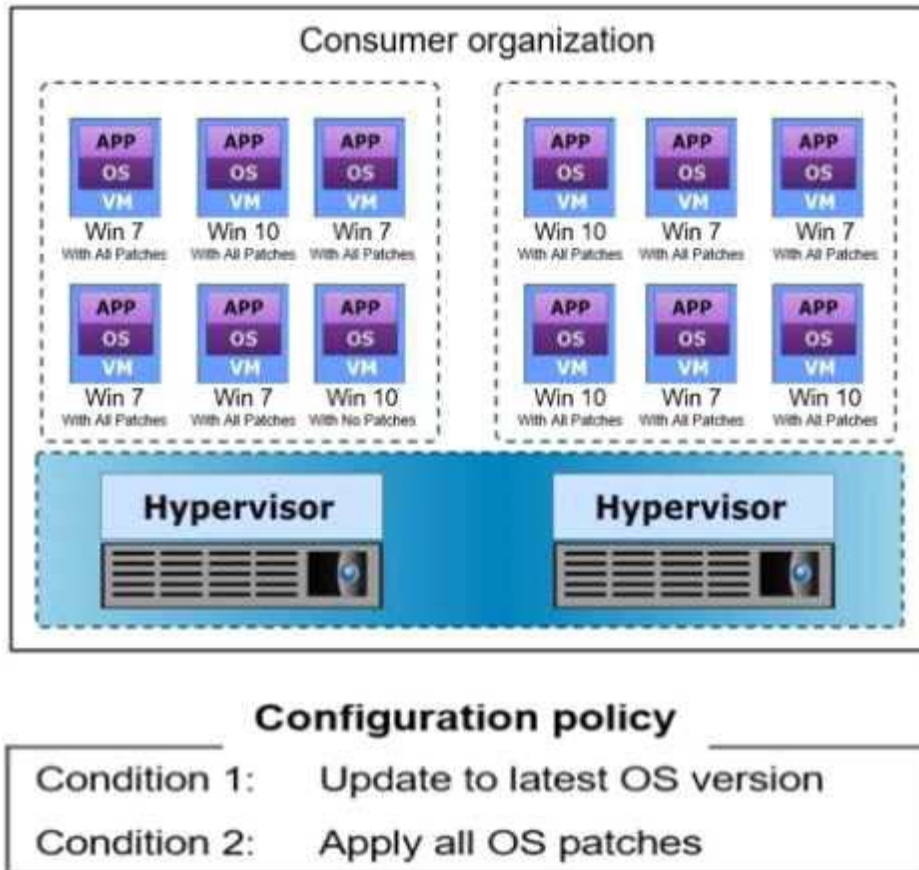 Consumer organization
APP APP APP APP APP APP
OS OS OS OS OS OS
VM VM VM VM VM VM
Win 7 Win 10 Win 7 Win 10 Win 7 Win 7
With All Patches With All Patches With All Patches With All Patches With All Patches With All Patches
APP APP APP APP APP APP
OS OS OS OS OS OS
VM VM VM VM VM VM
Win 7 Win 7 Win 10 Win 10 Win 7 Win 10
With All Patches With All Patches With No Patches With All Patches With All Patches With All Patches
Hypervisor Hypervisor
Configuration policy
Condition 1: Update to latest OS version
Condition 2: Apply all OS patches